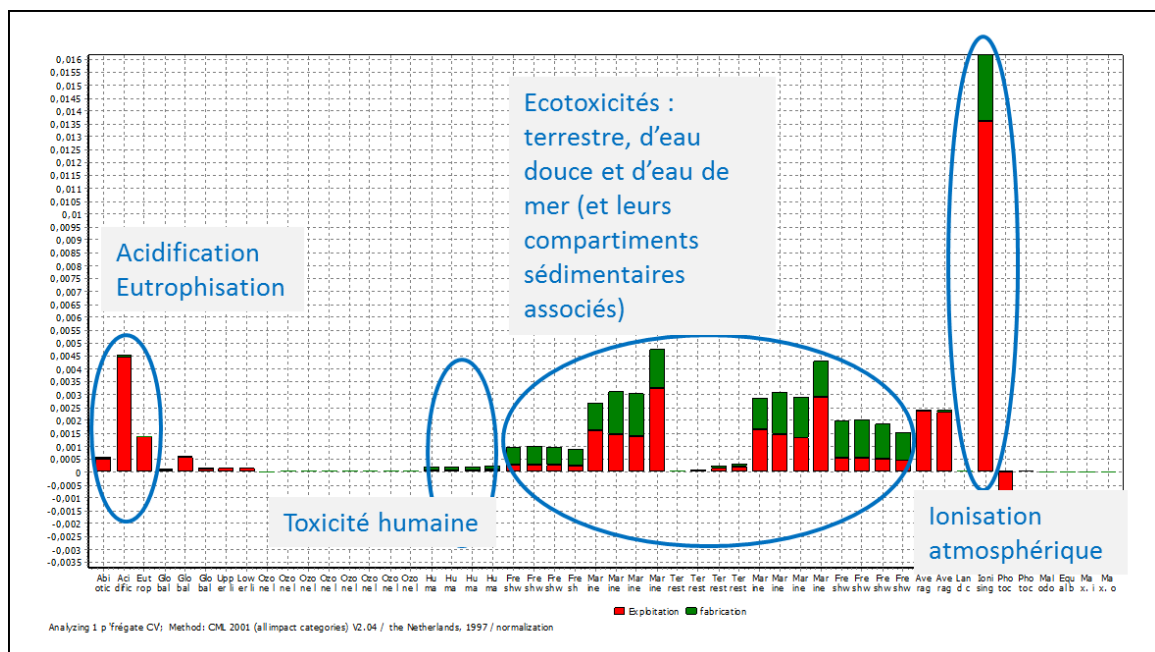 0,016
0,0155
0,015
0,0145
0,014
0,0135
0,013
0,0125
0,012
0,0115
0,011
0,0105
0,01
0,0095
0,009
0,0085
0,008
0,0075
0,007
0,0065
0,006
0,0055
0,005
0,0045
0,004
0,0035
0,003
0,0025
0,002
0,0015
0,001
0,0005
0
-0,0005
-0,001
-0,0015
-0,002
-0,0025
-0,003
-0,0035
Acidification
Eutrophisation
Ecotoxicités :
terrestre, d'eau
douce et d'eau de
mer (et leurs
compartiments
sédimentaires
associés)
Toxicité humaine
Ionisation
atmosphérique
Abi Aci Eut Glo Glo Glo Upp Low Ozo Ozo Ozo Ozo Ozo Ozo Ozo Ozo Hu Hu Hu Hu Fre Fre Fre Fre Mar Mar Mar Mar Ter Ter Ter Ter Mar Mar Mar Mar Fre Fre Fre Fre Ave Ave Lan Ioni Pho Pho Mal Equ Ma Ma
otic dific rop bal bal bal er li er li ne l ne l ne l ne l ne l ne l ne l ne l ma ma ma ma shw shw shw sh ine ine ine ine rest rest rest rest ine ine ine ine shw shw shw shw rag rag d c sing toc toc odo al b x. i x. o
Exploitation fabrication
Analyzing 1 p 'frégate CV; Method: CML 2001 (all impact categories) V2.04 / the Netherlands, 1997 / normalization